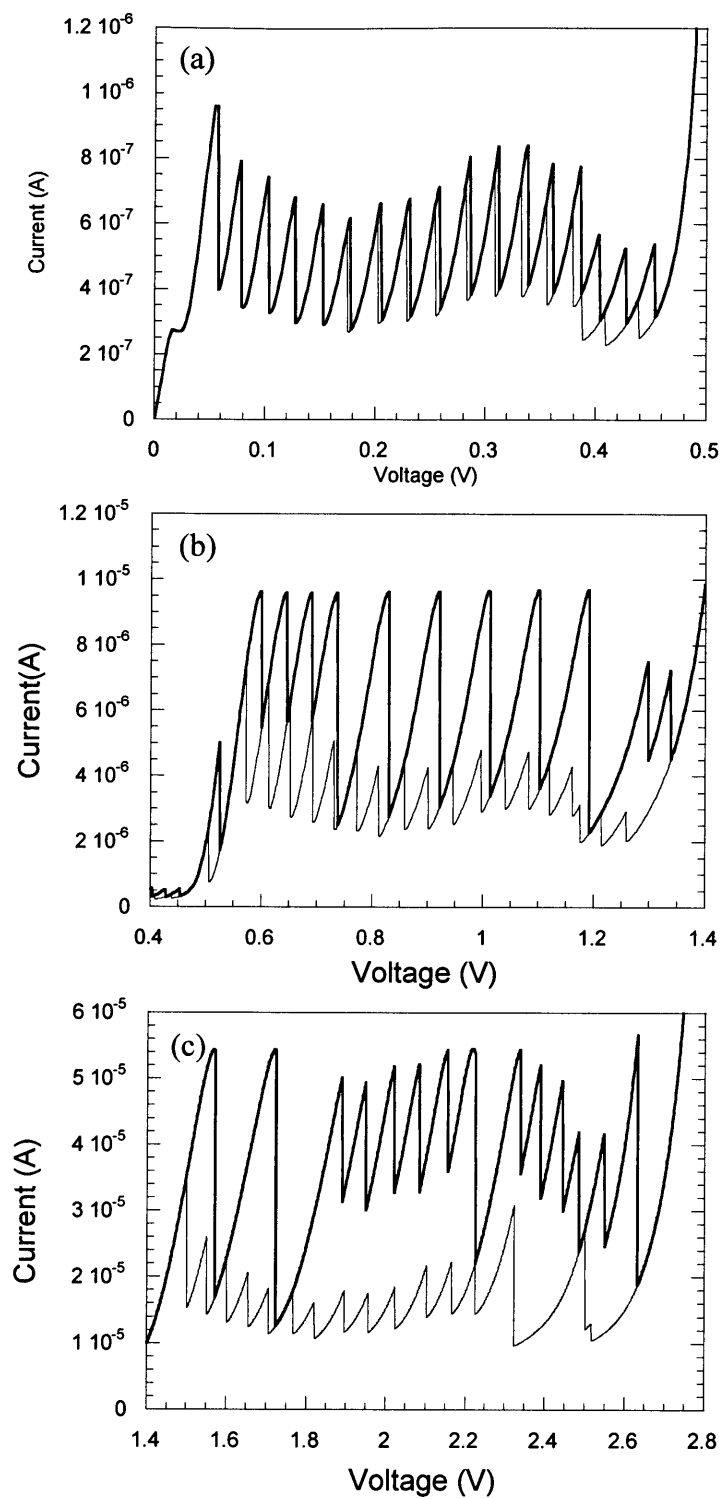 (a)
1.2 10-6
1 10-6
8 10-7
6 10-7
4 10-7
2 10-7
0
Current (A)
0 0.1 0.2 0.3 0.4 0.5
Voltage (V)
(b)
1.2 10-5
1 10-5
8 10-6
6 10-6
4 10-6
2 10-6
0
Current(A)
0.4 0.6 0.8 1 1.2 1.4
Voltage (V)
(c)
6 10-5
5 10-5
4 10-5
3 10-5
2 10-5
1 10-5
0
Current (A)
1.4 1.6 1.8 2 2.2 2.4 2.6 2.8
Voltage (V)